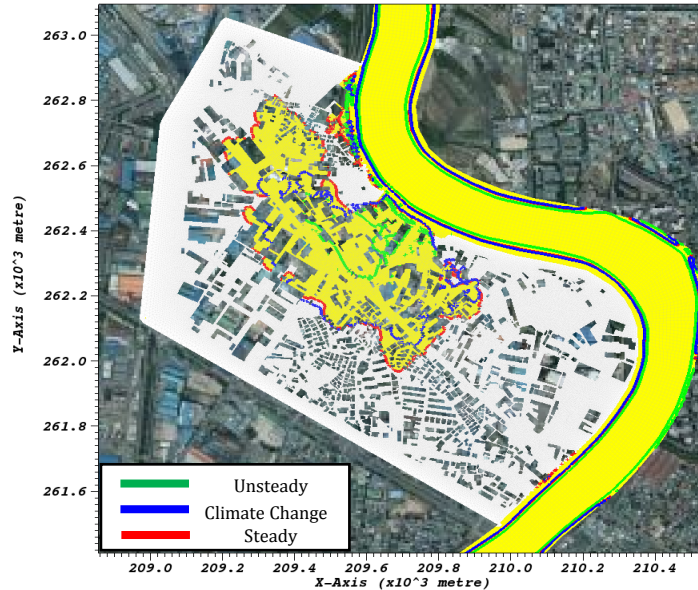 263.0
262.8
262.6
262.4
262.2
262.0
261.8
261.6
Y-Axis (x10^3 metre)
Unsteady
Climate Change
Steady
209.0 209.2 209.4 209.6 209.8 210.0 210.2 210.4
X-Axis (x10^3 metre)